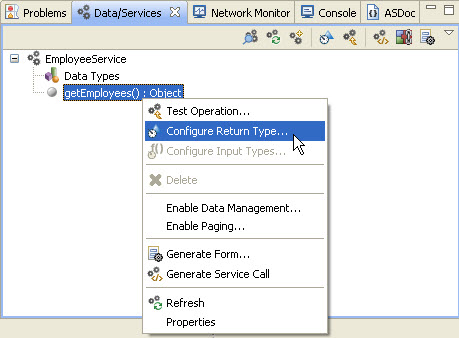 Problems Data/Services Network Monitor Console ASDoc
EmployeeService
Data Types
getEmployees() : Object
Test Operation...
Configure Return Type...
Configure Input Types...
Delete
Enable Data Management...
Enable Paging...
Generate Form...
Generate Service Call
Refresh
Properties